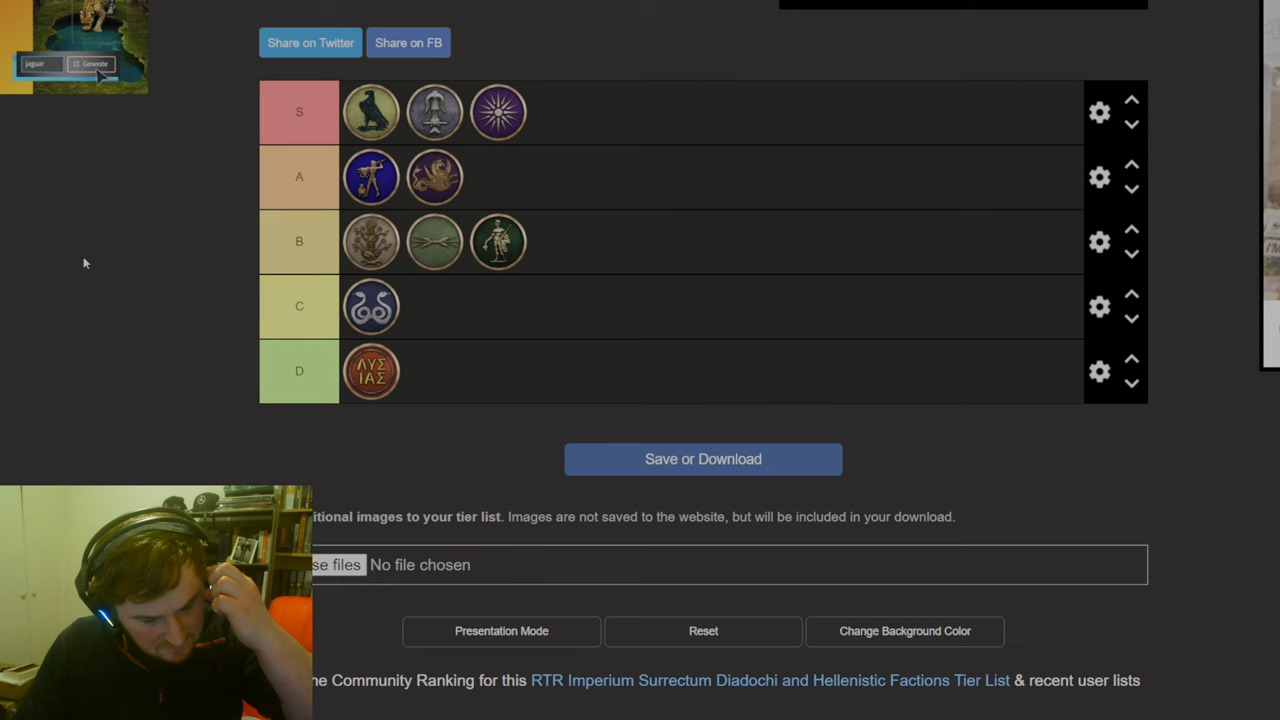 jaguar
Generate
Share on Twitter
Share on FB
S
A
B
C
D
ΛΥΣ
ΙΑΣ
Save or Download
itional images to your tier list. Images are not saved to the website, but will be included in your download.
se files No file chosen
Presentation Mode
Reset
Change Background Color
he Community Ranking for this RTR Imperium Surrectum Diadochi and Hellenistic Factions Tier List & recent user lists